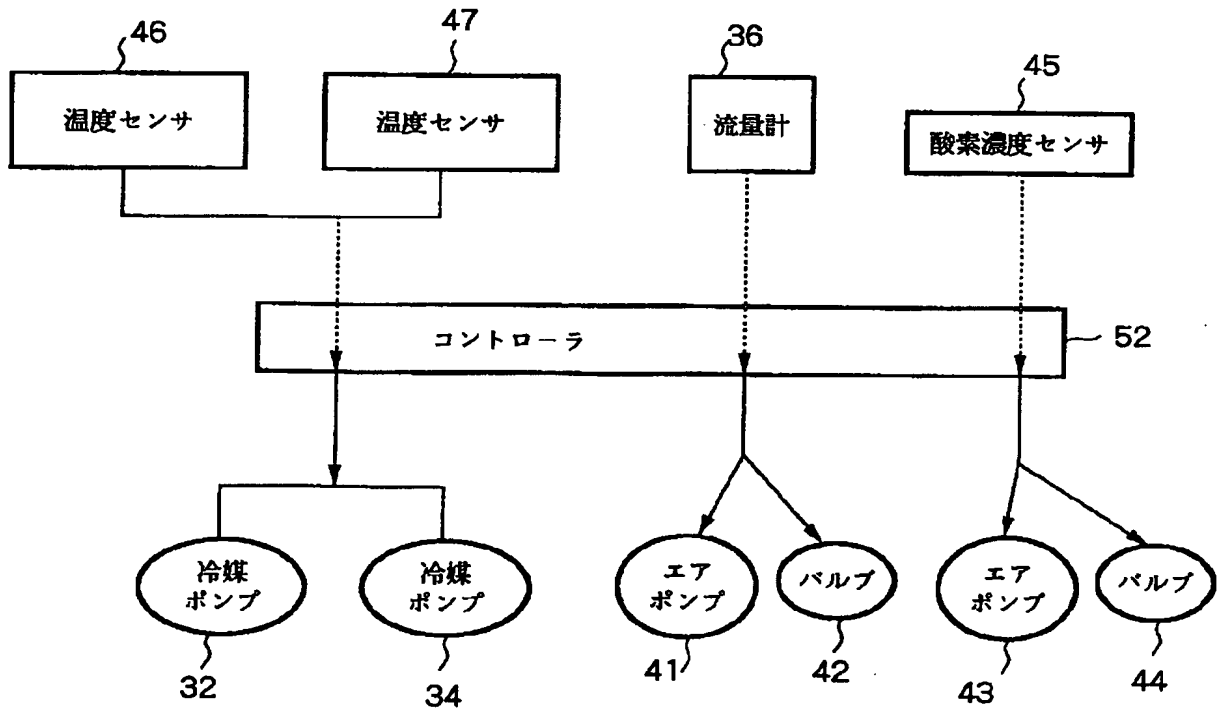 46
47
36
45
温度センサ
温度センサ
流量計
酸素濃度センサ
コントローラ
52
冷媒
ポンプ
冷媒
ポンプ
エア
ポンプ
バルブ
エア
ポンプ
バルブ
32
34
41
42
43
44